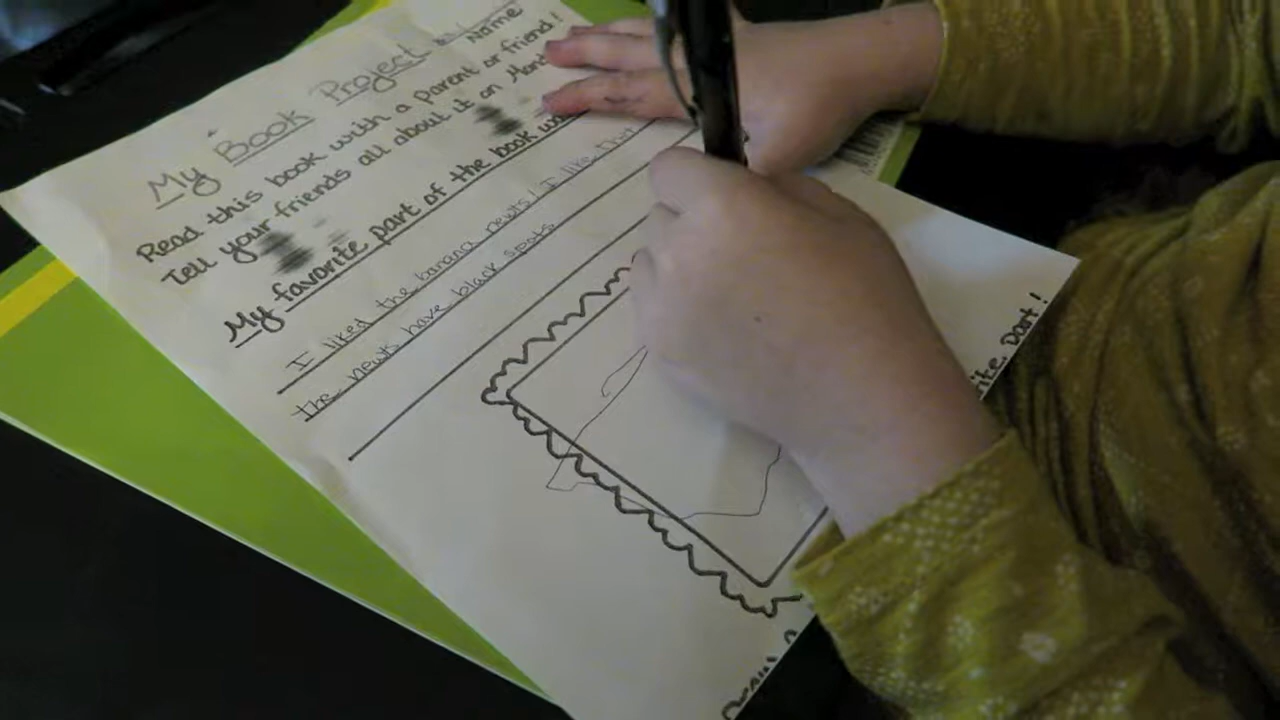 My Book Project
Name
Read this book with a parent or friend!
Tell your friends all about it on
My favorite part of the book
I liked the banana newts! I like that
the newts have black spots
Dast!